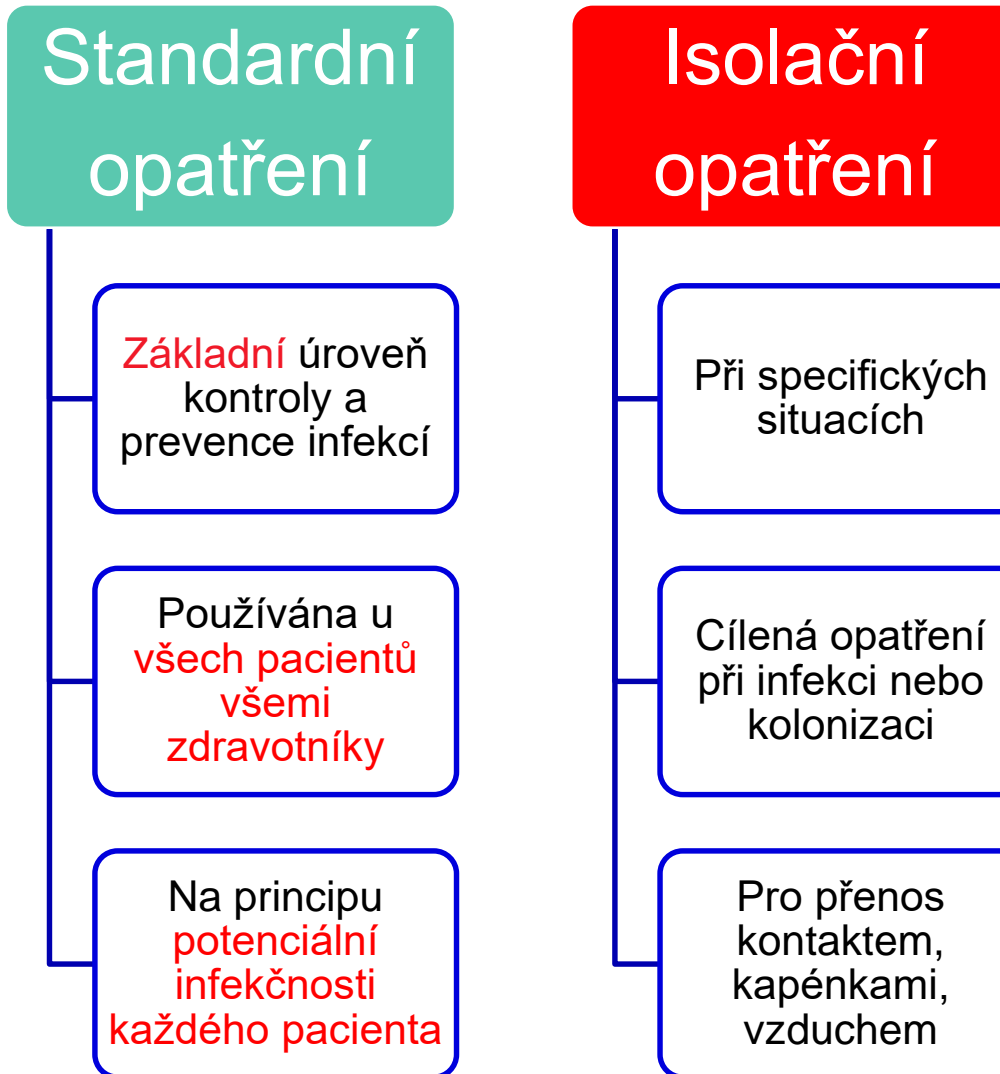 Standardní
opatření
Základní úroveň
kontroly a
prevence infekcí
Používána u
všech pacientů
všemi
zdravotníky
Na principu
potenciální
infekčnosti
každého pacienta
Isolační
opatření
Při specifických
situacích
Cílená opatření
při infekci nebo
kolonizaci
Pro přenos
kontaktem,
kapénkami,
vzduchem